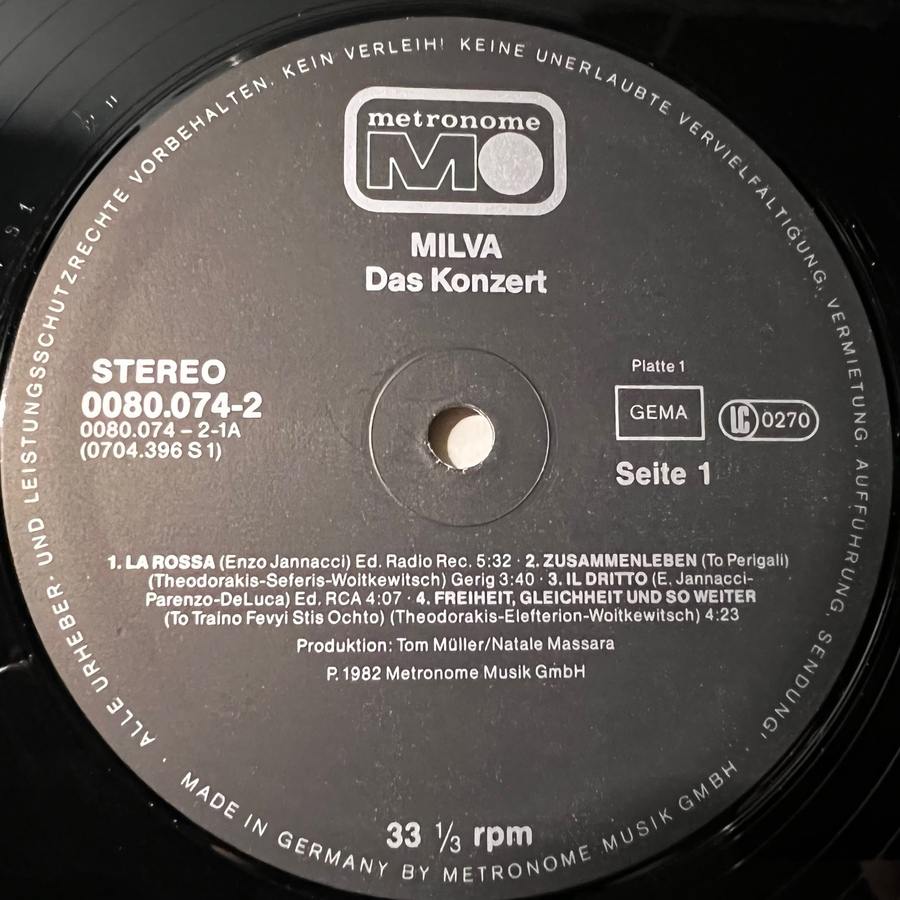 metronome
MO
MILVA
Das Konzert
STEREO
0080.074-2
0080.074 – 2-1A
(0704.396 S 1)
Platte 1
GEMA
LC 0270
Seite 1
1. LA ROSSA (Enzo Jannacci) Ed. Radio Rec. 5:32 · 2. ZUSAMMENLEBEN (To Perigali)
(Theodorakis-Seferis-Woitkewitsch) Gerig 3:40 · 3. IL DRITTO (E. Jannacci-
Parenzo-DeLuca) Ed. RCA 4:07 · 4. FREIHEIT, GLEICHHEIT UND SO WEITER
(To Traino Fevyi Stis Ochto) (Theodorakis-Elefterion-Woitkewitsch) 4:23
Produktion: Tom Müller/Natale Massara
P. 1982 Metronome Musik GmbH
33 1/3 rpm
ALLE URHEBER- UND LEISTUNGSSCHUTZRECHTE VORBEHALTEN. KEIN VERLEIH! KEINE UNERLAUBTE VERVIELFÄLTIGUNG, VERMIETUNG, AUFFÜHRUNG, SENDUNG!
· MADE IN GERMANY BY METRONOME MUSIK GMBH ·